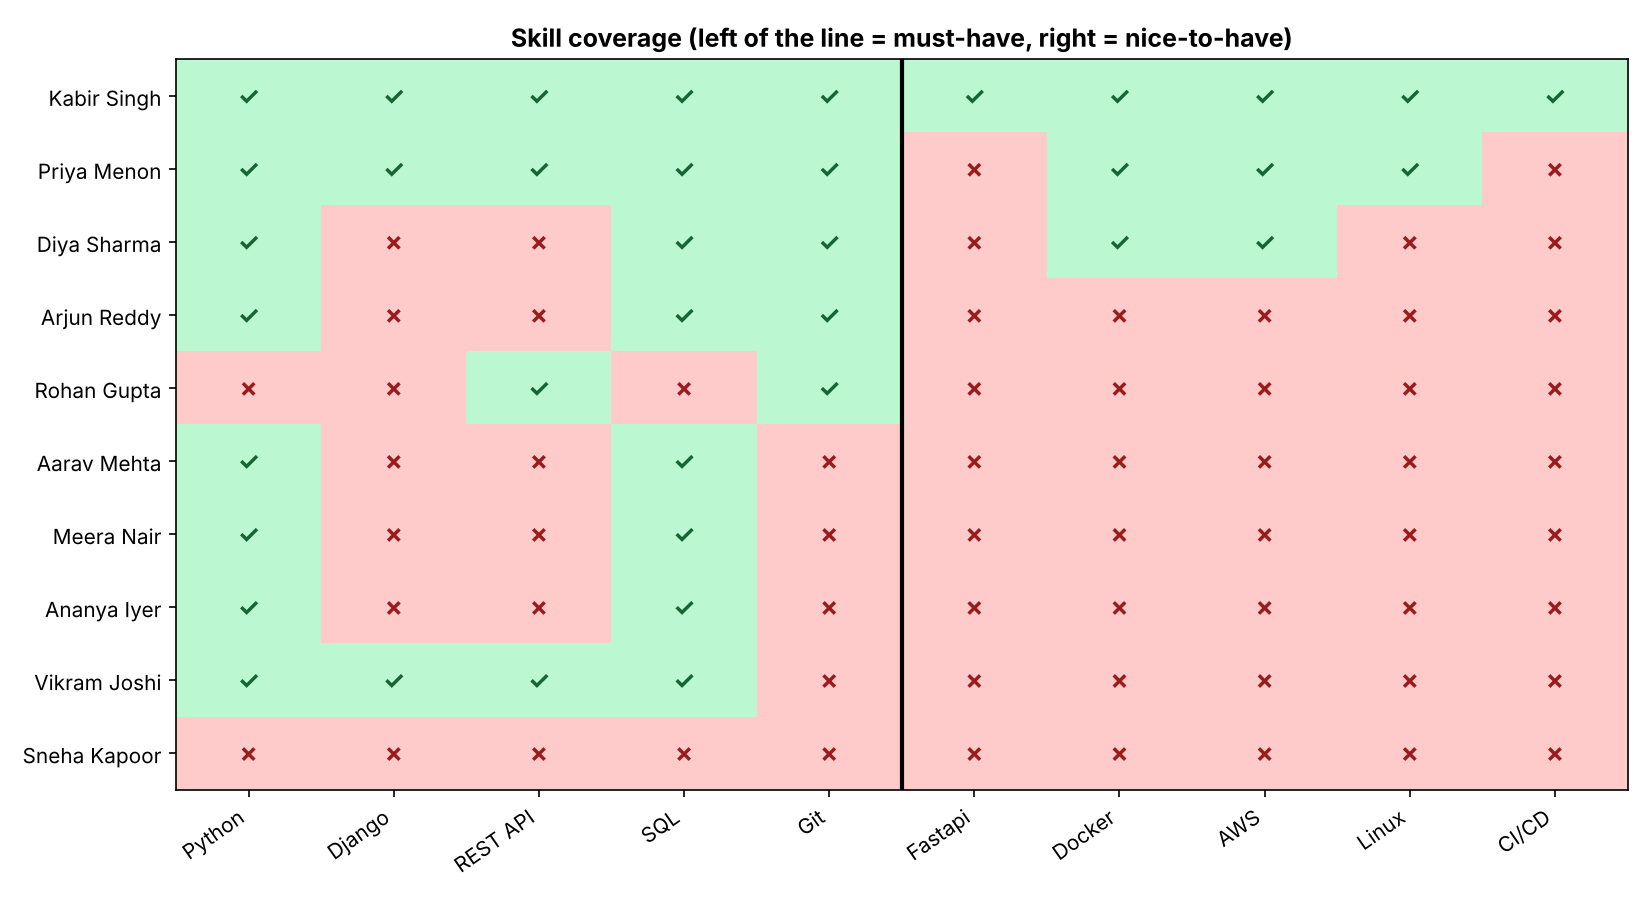 Skill coverage (left of the line = must-have, right = nice-to-have)
Kabir Singh ✓ ✓ ✓ ✓ ✓ ✓ ✓ ✓ ✓ ✓
Priya Menon ✓ ✓ ✓ ✓ ✓ ✗ ✓ ✓ ✓ ✗
Diya Sharma ✓ ✗ ✗ ✓ ✓ ✗ ✓ ✓ ✗ ✗
Arjun Reddy ✓ ✗ ✗ ✓ ✓ ✗ ✗ ✗ ✗ ✗
Rohan Gupta ✗ ✗ ✓ ✗ ✓ ✗ ✗ ✗ ✗ ✗
Aarav Mehta ✓ ✗ ✗ ✓ ✗ ✗ ✗ ✗ ✗ ✗
Meera Nair ✓ ✗ ✗ ✓ ✗ ✗ ✗ ✗ ✗ ✗
Ananya Iyer ✓ ✗ ✗ ✓ ✗ ✗ ✗ ✗ ✗ ✗
Vikram Joshi ✓ ✓ ✓ ✓ ✗ ✗ ✗ ✗ ✗ ✗
Sneha Kapoor ✗ ✗ ✗ ✗ ✗ ✗ ✗ ✗ ✗ ✗
Python Django REST API SQL Git Fastapi Docker AWS Linux CI/CD